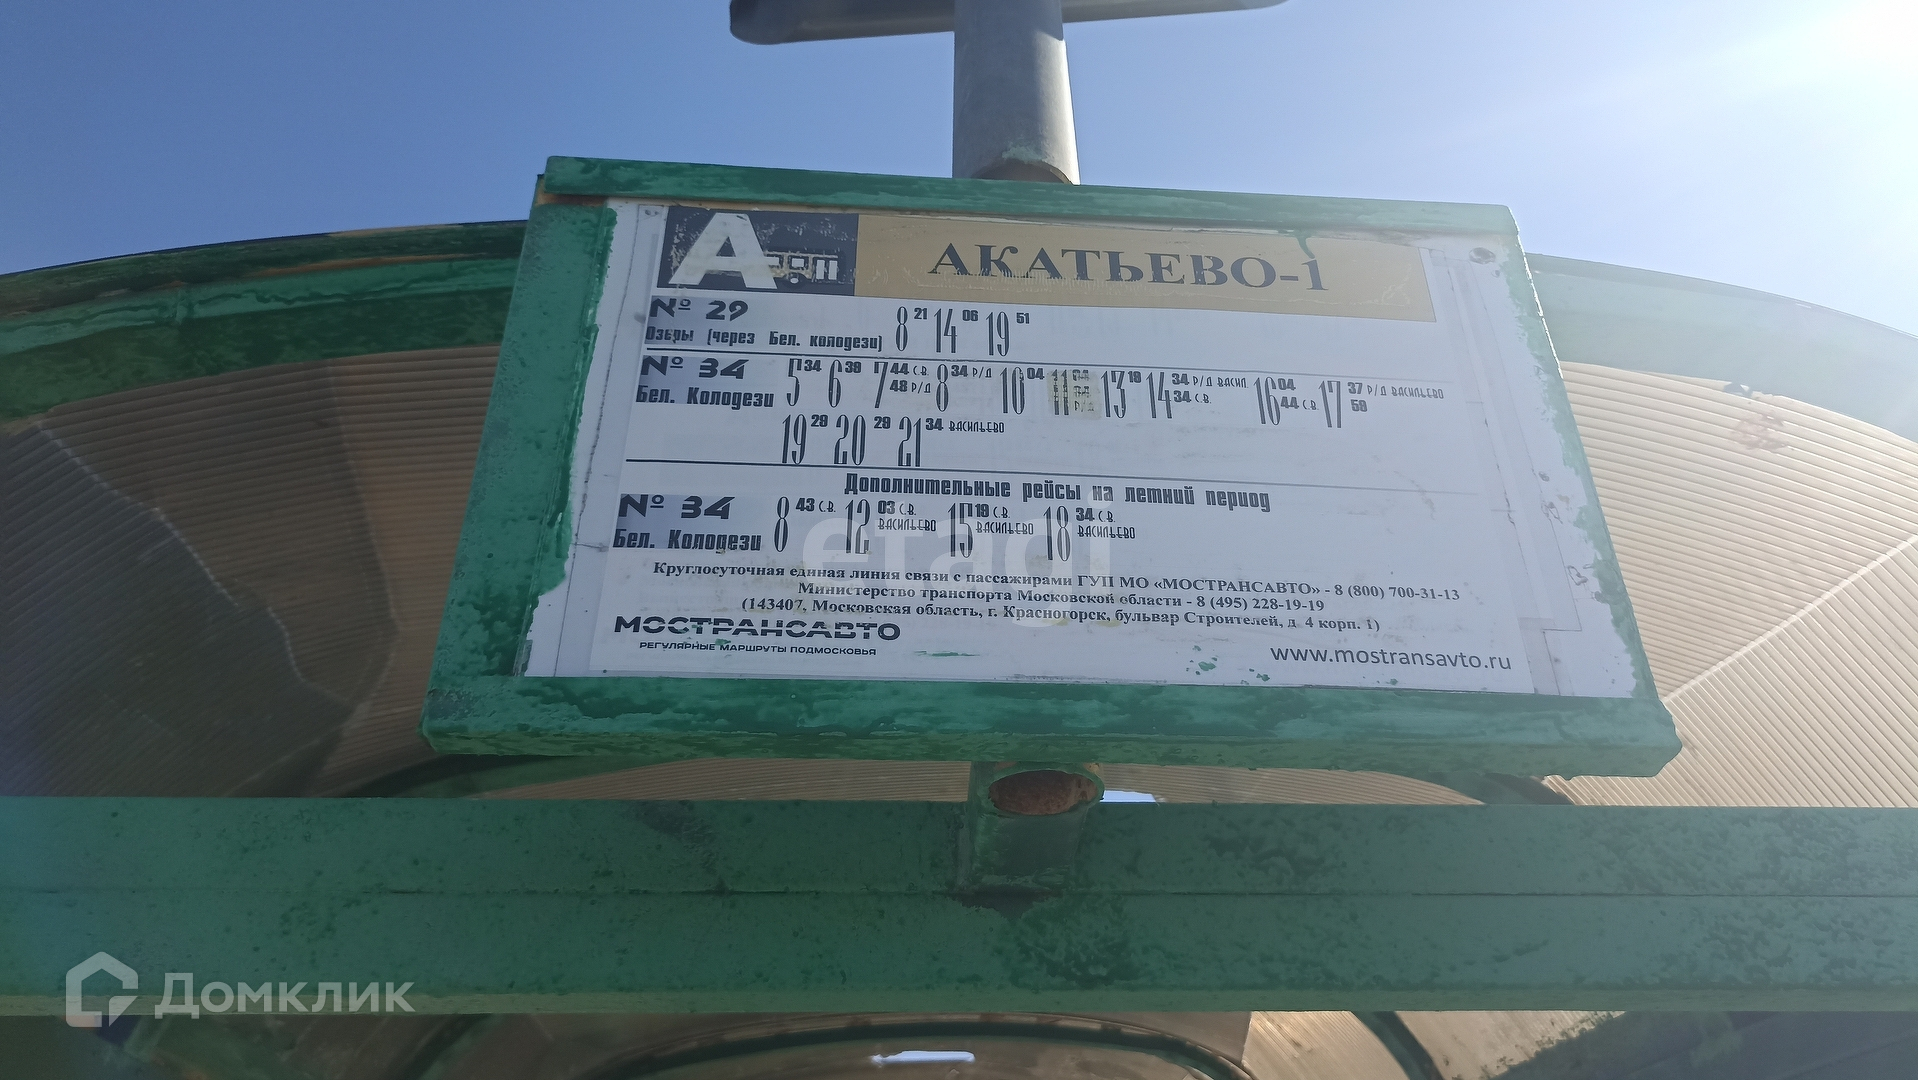 А АКАТЬЕВО-1
№ 29
Озеры (через Бел. колодези) 8 21 14 06 19 51
№ 34
Бел. Колодези 5 34 6 39 7 44 С.В. 48 Р/Д 8 34 Р/Д 10 04 11 13 19 14 34 Р/Д ВАСИЛ. 34 С.В. 16 04 44 С.В. 17 37 Р/Д ВАСИЛЬЕВО 59
19 29 20 29 21 34 ВАСИЛЬЕВО
Дополнительные рейсы на летний период
№ 34
Бел. Колодези 8 43 С.В. 12 03 С.В. ВАСИЛЬЕВО 15 19 С.В. ВАСИЛЬЕВО 18 34 С.В. ВАСИЛЬЕВО
Круглосуточная единая линия связи с пассажирами ГУП МО «МОСТРАНСАВТО» - 8 (800) 700-31-13
Министерство транспорта Московской области - 8 (495) 228-19-19
(143407, Московская область, г. Красногорск, бульвар Строителей, д. 4 корп. 1)
МОСТРАНСАВТО
РЕГУЛЯРНЫЕ МАРШРУТЫ ПОДМОСКОВЬЯ
www.mostransavto.ru
etagi
Домклик